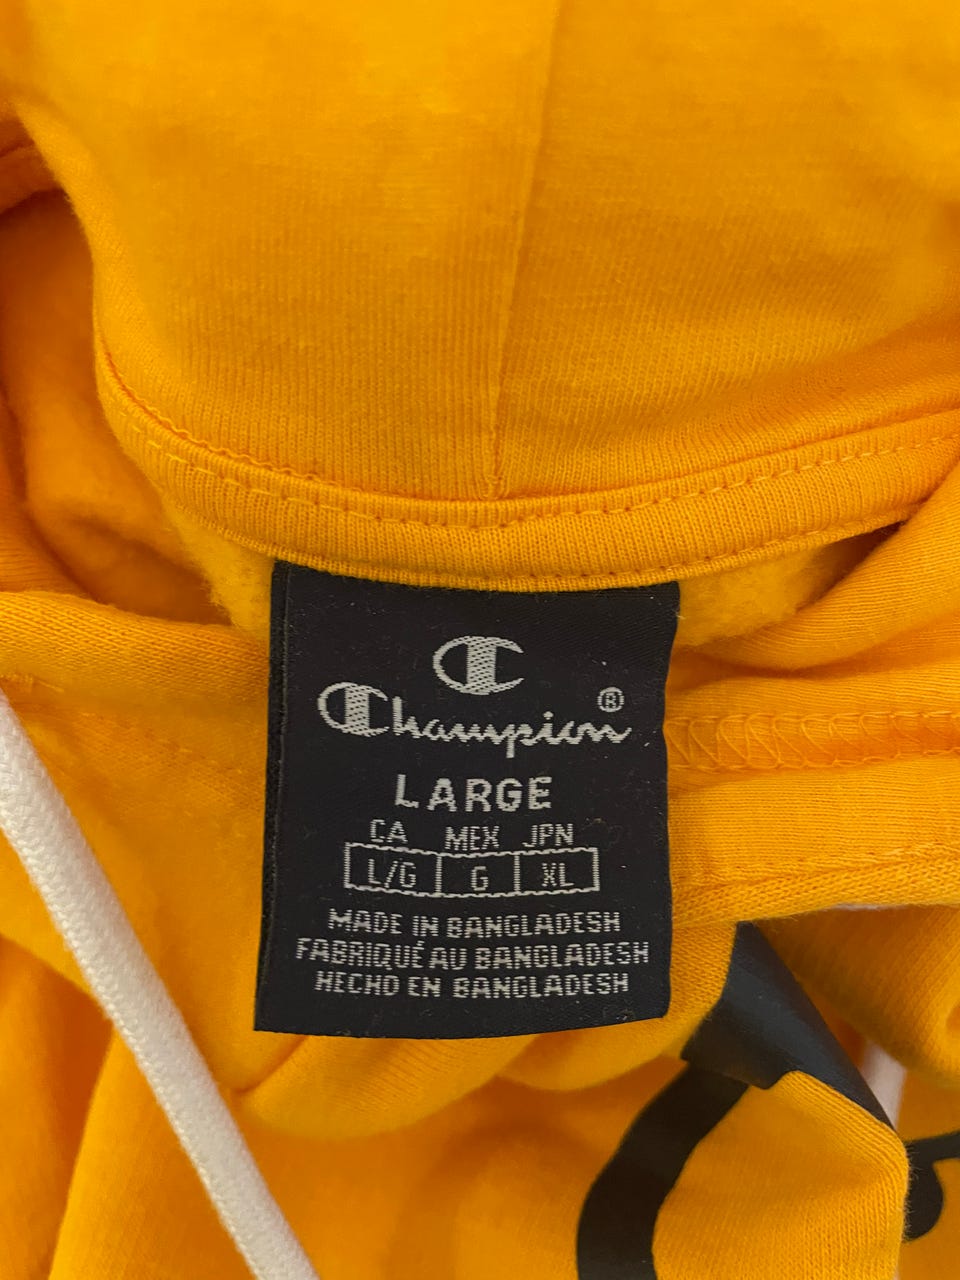 Champion®
LARGE
CA MEX JPN
L/G G XL
MADE IN BANGLADESH
FABRIQUÉ AU BANGLADESH
HECHO EN BANGLADESH